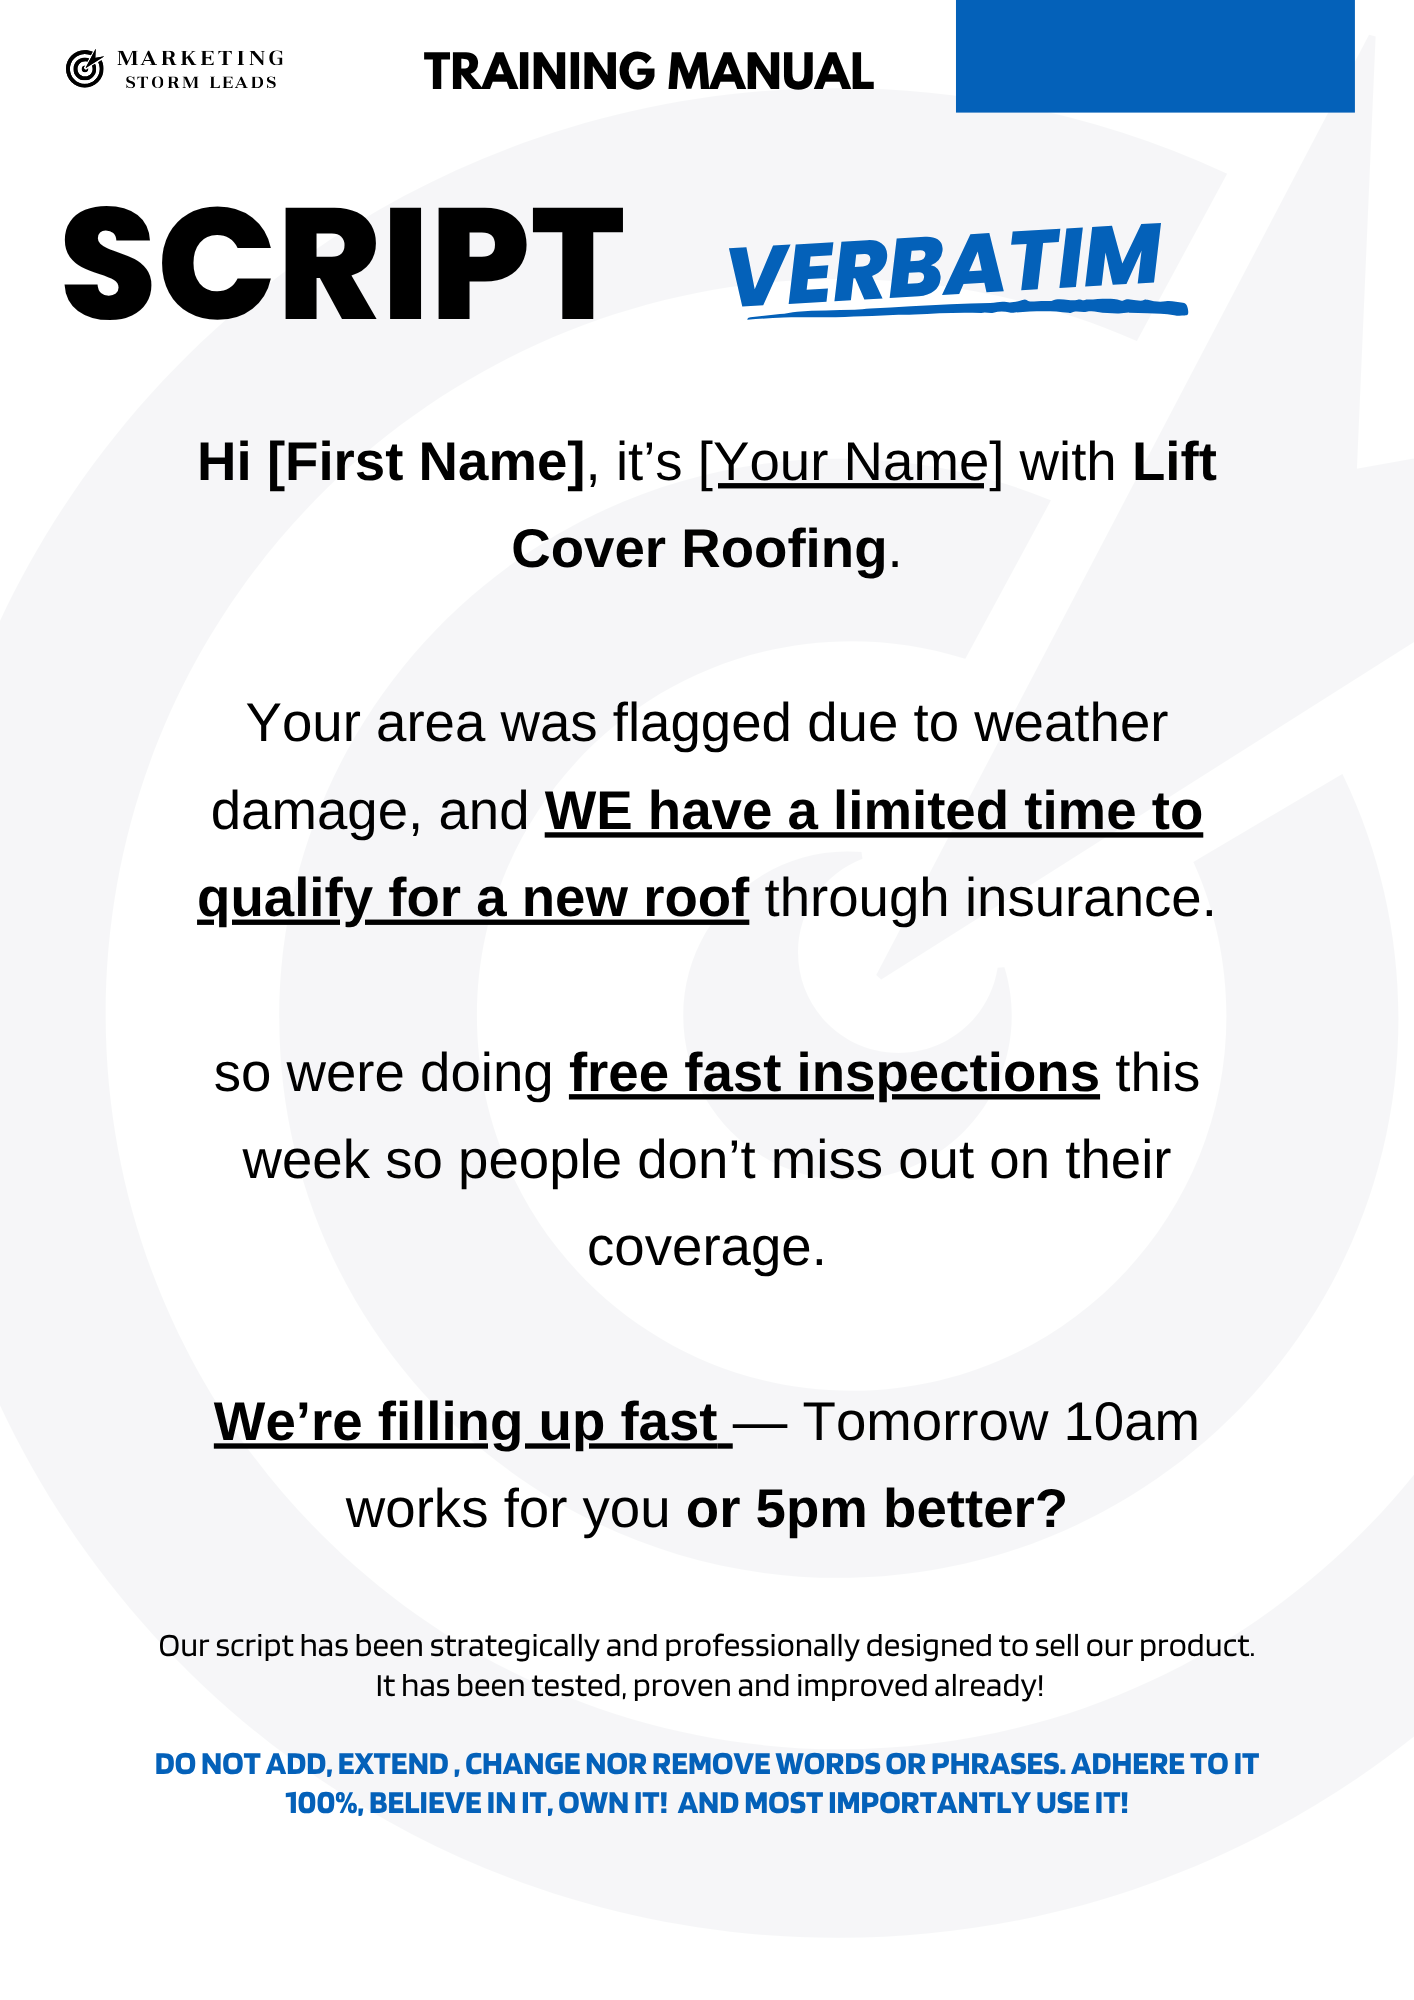 MARKETING
STORM LEADS
TRAINING MANUAL
SCRIPT
VERBATIM
Hi [First Name], it’s [Your Name] with Lift
Cover Roofing.
Your area was flagged due to weather
damage, and WE have a limited time to
qualify for a new roof through insurance.
so were doing free fast inspections this
week so people don’t miss out on their
coverage.
We’re filling up fast — Tomorrow 10am
works for you or 5pm better?
Our script has been strategically and professionally designed to sell our product.
It has been tested, proven and improved already!
DO NOT ADD, EXTEND , CHANGE NOR REMOVE WORDS OR PHRASES. ADHERE TO IT
100%, BELIEVE IN IT, OWN IT!  AND MOST IMPORTANTLY USE IT!